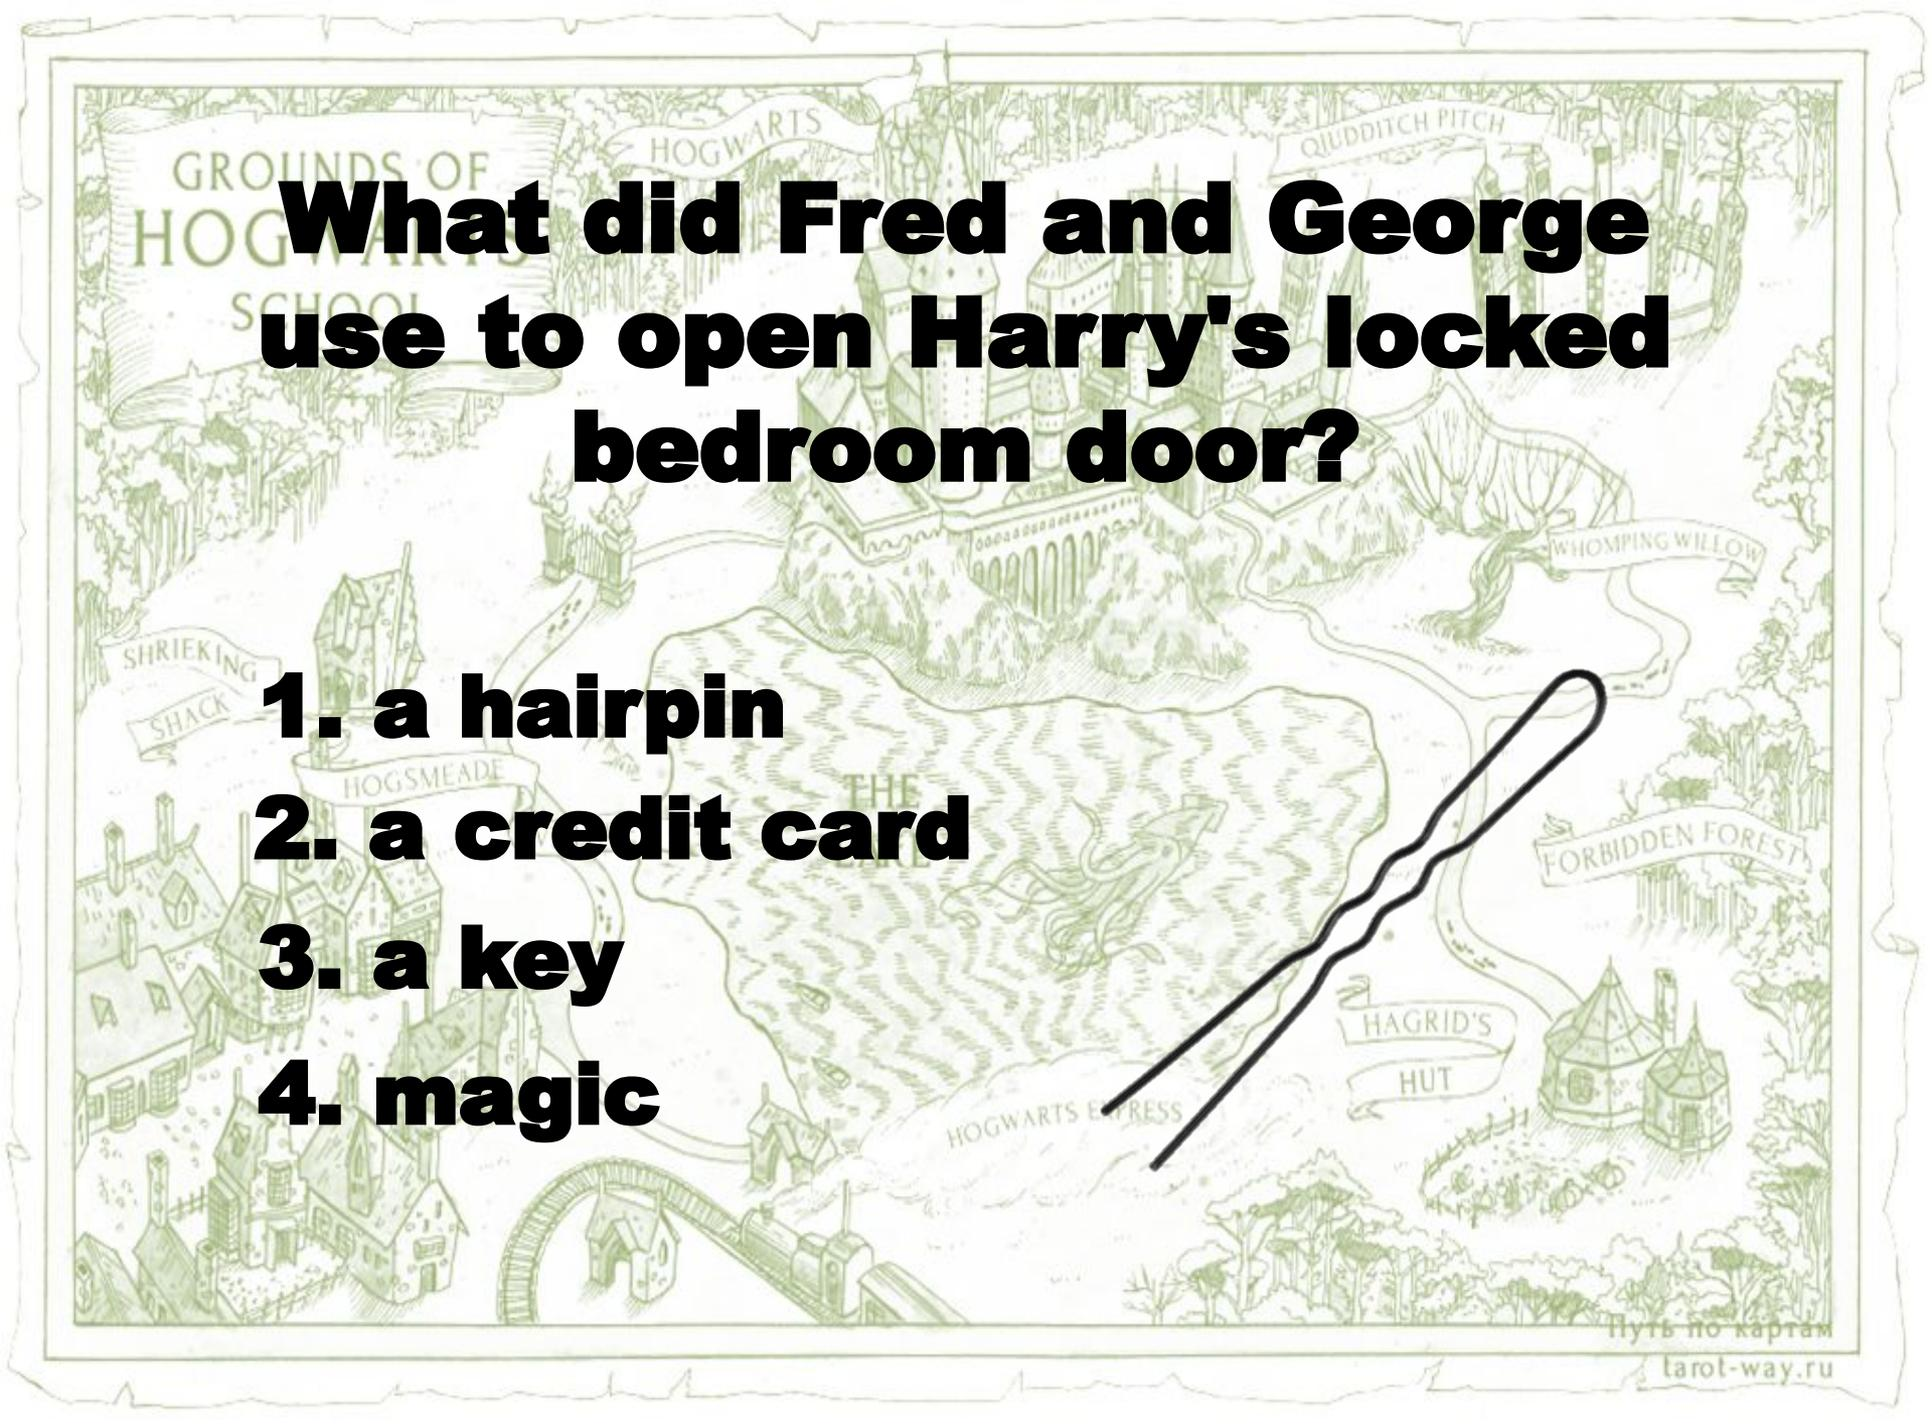 GROUNDS OF
HOGWARTS
SCHOOL
HOGWARTS
QIUDDITCH PITCH
What did Fred and George
use to open Harry's locked
bedroom door?
WHOMPING WILLOW
SHRIEKING
SHACK
HOGSMEADE
1. a hairpin
2. a credit card
3. a key
4. magic
THE
FORBIDDEN FOREST
HAGRID'S
HUT
HOGWARTS EXPRESS
Путь по картам
tarot-way.ru